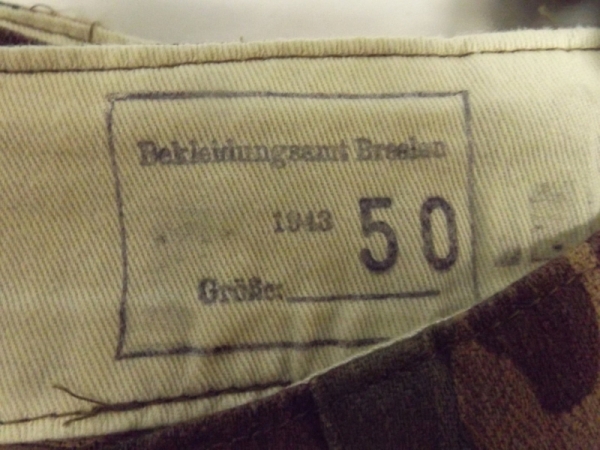 Bekleidungsamt Breslau
1943 50
Größe: